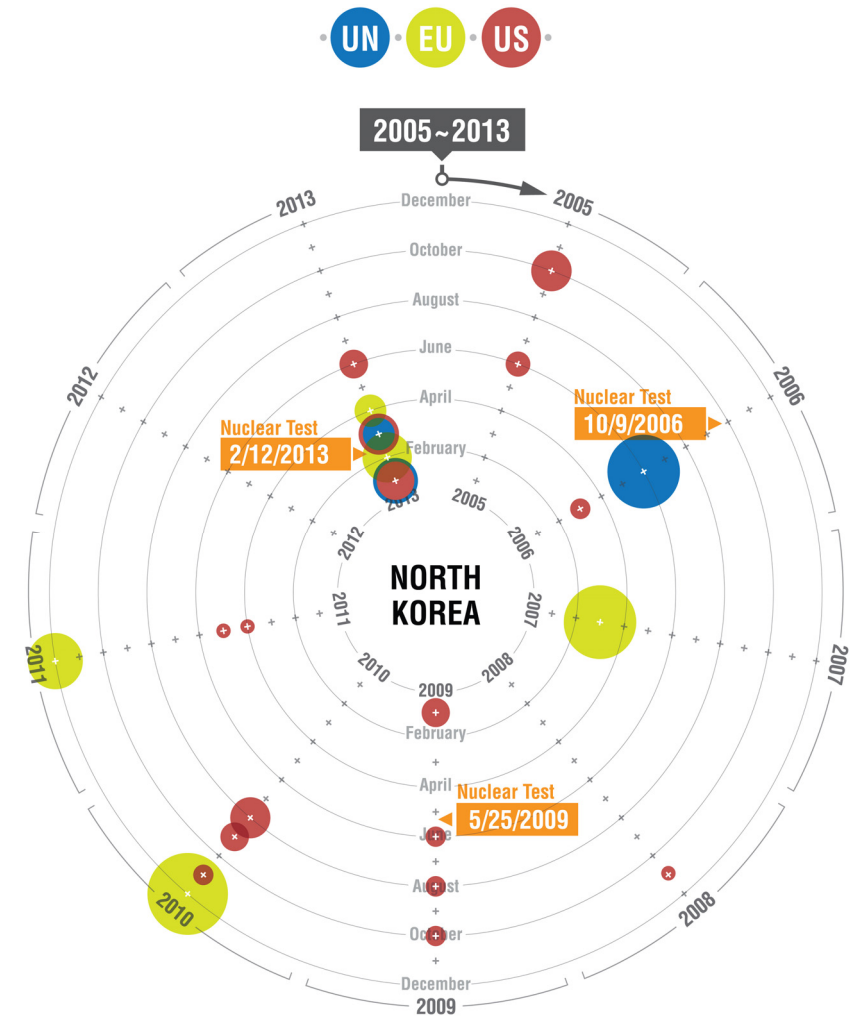 UN EU US
2005~2013
2013
2005
December
October
August
June
April
February
2012
2006
Nuclear Test
10/9/2006
Nuclear Test
2/12/2013
2013
2005
2012
2006
NORTH
KOREA
2011
2007
2010
2008
2009
2011
2007
February
April
Nuclear Test
5/25/2009
June
August
October
December
2010
2008
2009